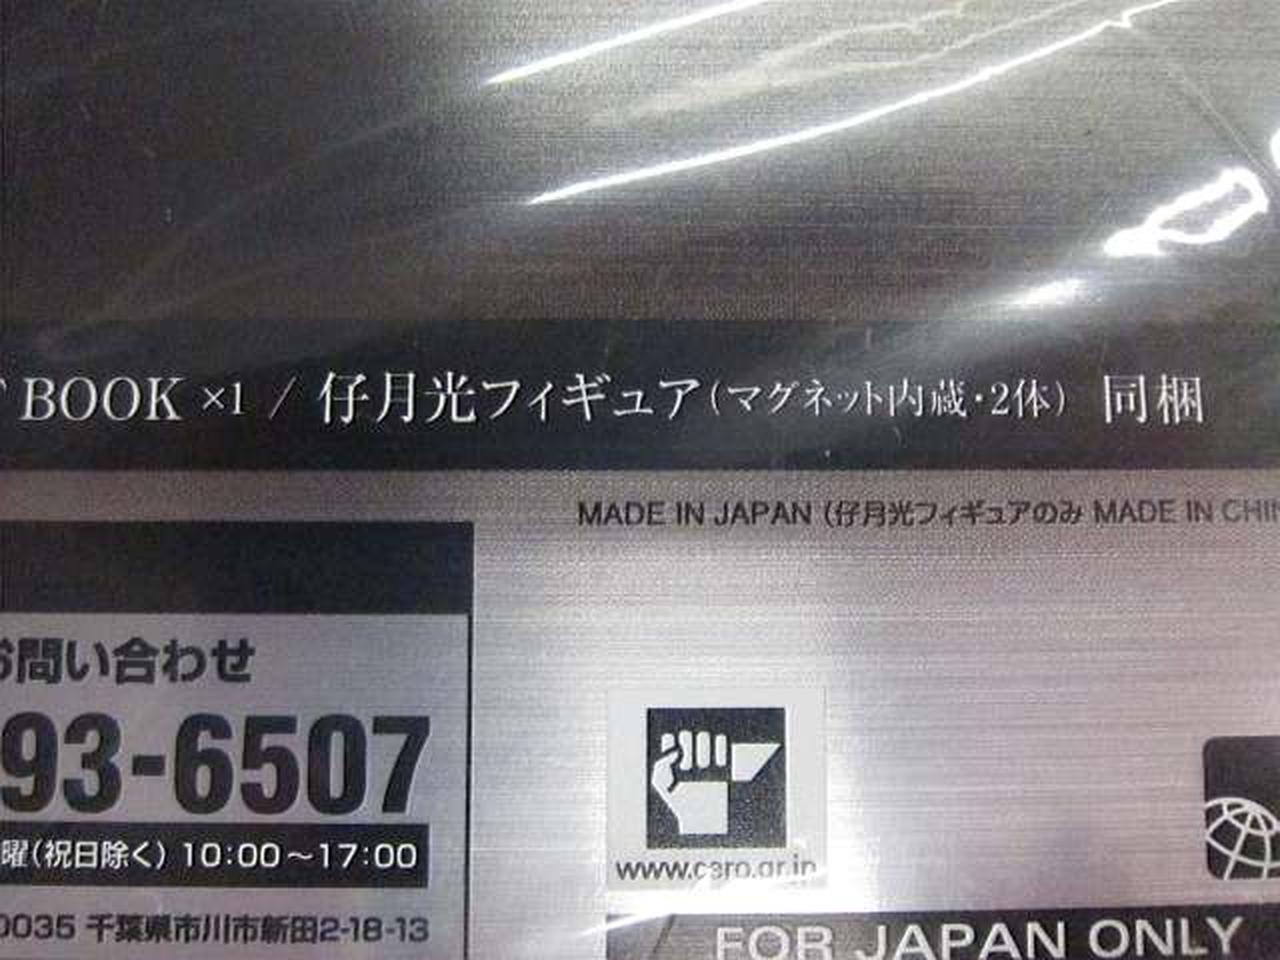 BOOK ×1 / 仔月光フィギュア(マグネット内蔵・2体) 同梱
MADE IN JAPAN (仔月光フィギュアのみ MADE IN CHIN
お問い合わせ
93-6507
曜(祝日除く) 10:00～17:00
0035 千葉県市川市新田2-18-13
www.cero.gr.jp
FOR JAPAN ONLY